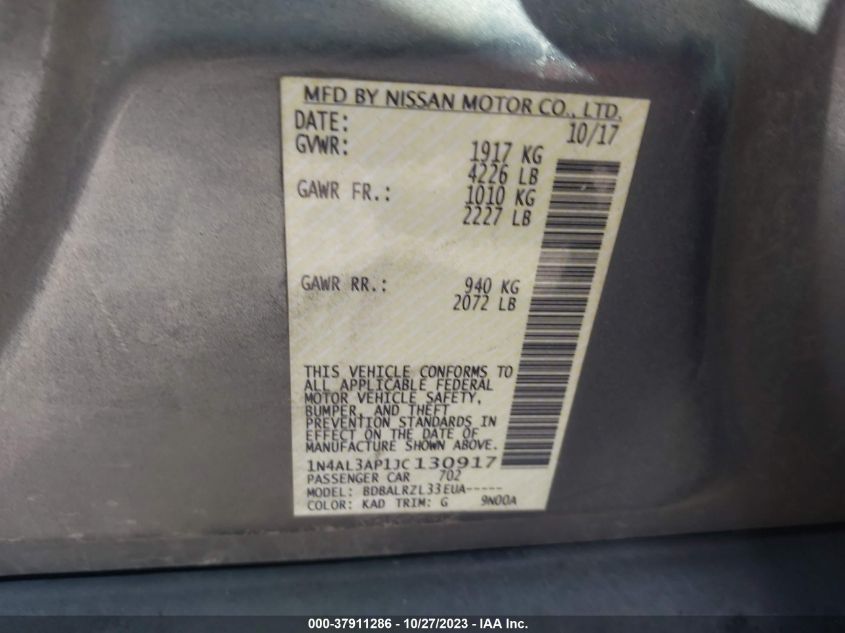 MFD BY NISSAN MOTOR CO., LTD.
DATE: 10/17
GVWR: 1917 KG
4226 LB
GAWR FR.: 1010 KG
2227 LB
GAWR RR.: 940 KG
2072 LB
THIS VEHICLE CONFORMS TO
ALL APPLICABLE FEDERAL
MOTOR VEHICLE SAFETY,
BUMPER, AND THEFT
PREVENTION STANDARDS IN
EFFECT ON THE DATE OF
MANUFACTURE SHOWN ABOVE.
1N4AL3AP1JC130917
PASSENGER CAR 702
MODEL: BDBALRZL33EUA-----
COLOR: KAD TRIM: G 9N00A
000-37911286 - 10/27/2023 - IAA Inc.